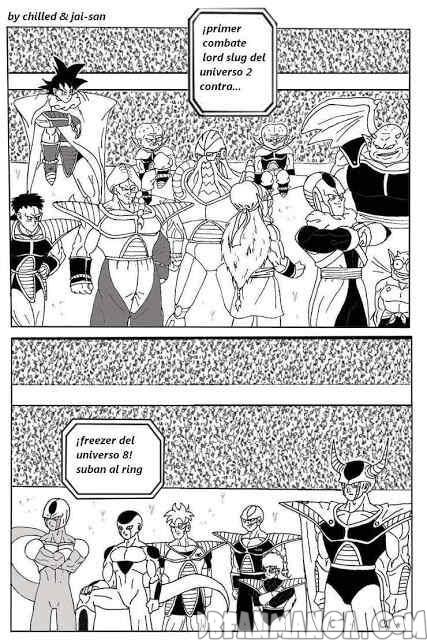 by chilled & jai-san
¡primer
combate
lord slug del
universo 2
contra...
¡freezer del
universo 8!
suban al ring
DREAMMANGA.COM